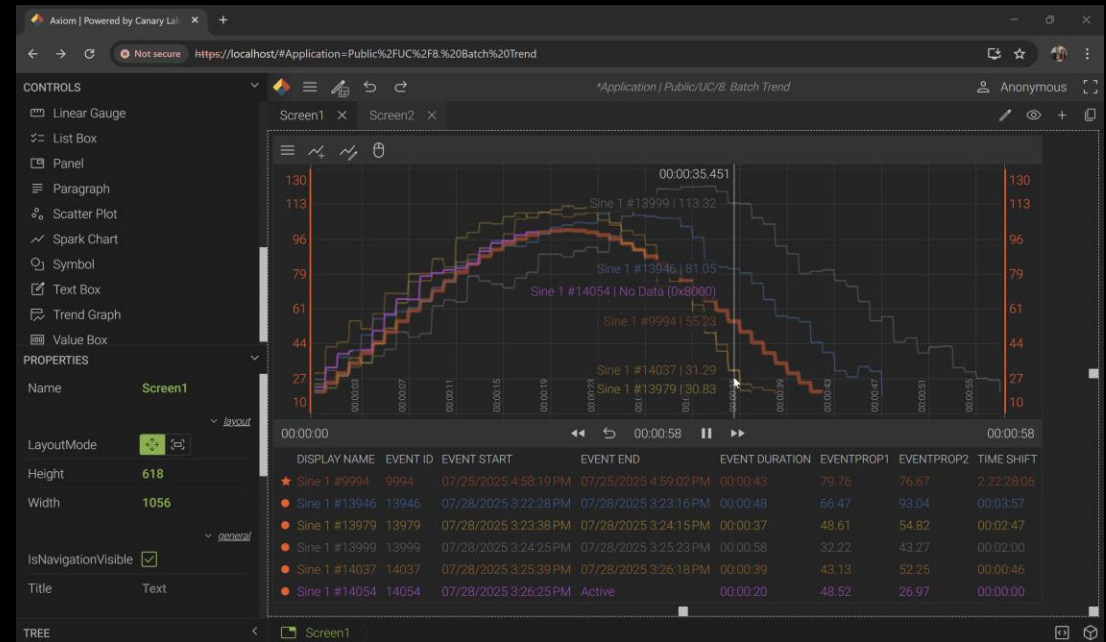 Axiom | Powered by Canary Lab
Not secure https://localhost/#Application=Public%2FUC%2F8.%20Batch%20Trend
CONTROLS
Linear Gauge
List Box
Panel
Paragraph
Scatter Plot
Spark Chart
Symbol
Text Box
Trend Graph
Value Box
PROPERTIES
Name Screen1
layout
LayoutMode
Height 618
Width 1056
general
IsNavigationVisible
Title Text
TREE
*Application | Public/UC/8. Batch Trend
Anonymous
Screen1 Screen2
00:00:35.451
130 130
113 113
96 96
79 79
61 61
44 44
27 27
10 10
Sine 1 #13999 | 113.32
Sine 1 #13946 | 81.05
Sine 1 #14054 | No Data (0x8000)
Sine 1 #9994 | 55.23
Sine 1 #14037 | 31.29
Sine 1 #13979 | 30.83
00:00:03 00:00:07 00:00:11 00:00:15 00:00:19 00:00:23 00:00:39 00:00:43 00:00:47 00:00:51 00:00:55
00:00:00 00:00:58 00:00:58
DISPLAY NAME EVENT ID EVENT START EVENT END EVENT DURATION EVENTPROP1 EVENTPROP2 TIME SHIFT
Sine 1 #9994 9994 07/25/2025 4:58:19 PM 07/25/2025 4:59:02 PM 00:00:43 79.76 76.67 2.22:28:06
Sine 1 #13946 13946 07/28/2025 3:22:28 PM 07/28/2025 3:23:16 PM 00:00:48 66.47 93.04 00:03:57
Sine 1 #13979 13979 07/28/2025 3:23:38 PM 07/28/2025 3:24:15 PM 00:00:37 48.61 54.82 00:02:47
Sine 1 #13999 13999 07/28/2025 3:24:25 PM 07/28/2025 3:25:23 PM 00:00:58 32.22 43.27 00:02:00
Sine 1 #14037 14037 07/28/2025 3:25:39 PM 07/28/2025 3:26:18 PM 00:00:39 43.13 52.25 00:00:46
Sine 1 #14054 14054 07/28/2025 3:26:25 PM Active 00:00:20 48.52 26.97 00:00:00
Screen1